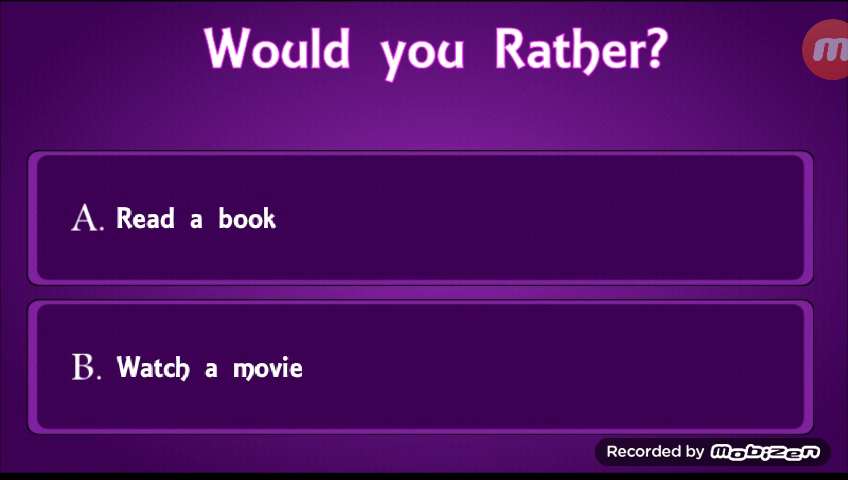 Would you Rather?
m
A. Read a book
B. Watch a movie
Recorded by mobizen